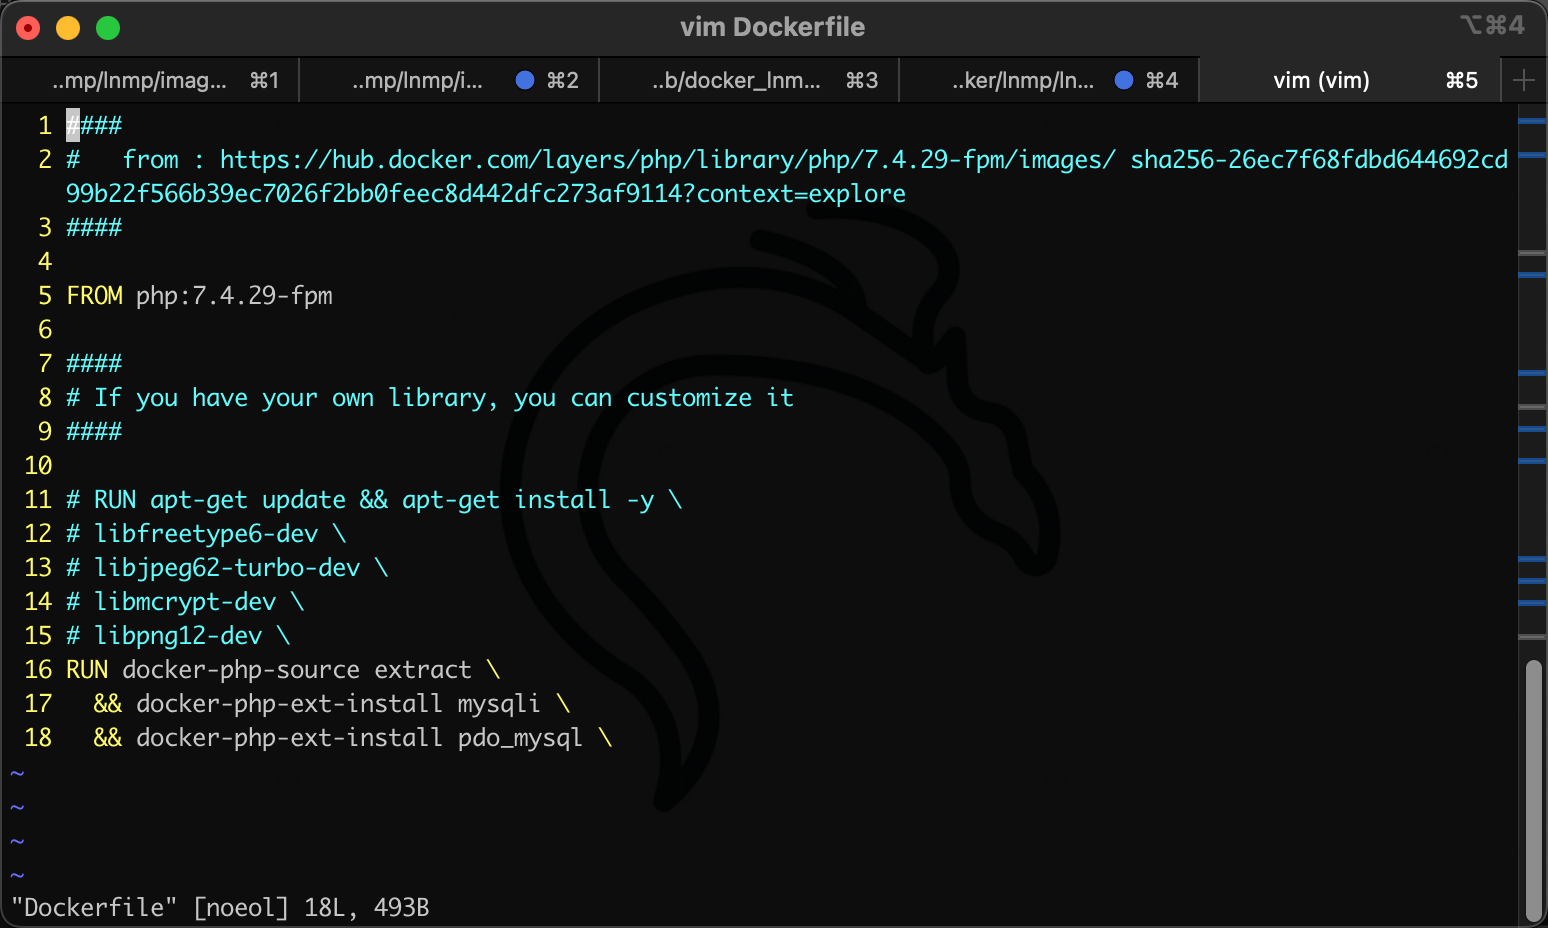 vim Dockerfile ⌥⌘4
..mp/lnmp/imag... ⌘1 ..mp/lnmp/i... ⌘2 ..b/docker_lnm... ⌘3 ..ker/lnmp/ln... ⌘4 vim (vim) ⌘5
1 ####
2 #   from : https://hub.docker.com/layers/php/library/php/7.4.29-fpm/images/ sha256-26ec7f68fdbd644692cd
99b22f566b39ec7026f2bb0feec8d442dfc273af9114?context=explore
3 ####
4
5 FROM php:7.4.29-fpm
6
7 ####
8 # If you have your own library, you can customize it
9 ####
10
11 # RUN apt-get update && apt-get install -y \
12 # libfreetype6-dev \
13 # libjpeg62-turbo-dev \
14 # libmcrypt-dev \
15 # libpng12-dev \
16 RUN docker-php-source extract \
17   && docker-php-ext-install mysqli \
18   && docker-php-ext-install pdo_mysql \
~
~
~
~
"Dockerfile" [noeol] 18L, 493B